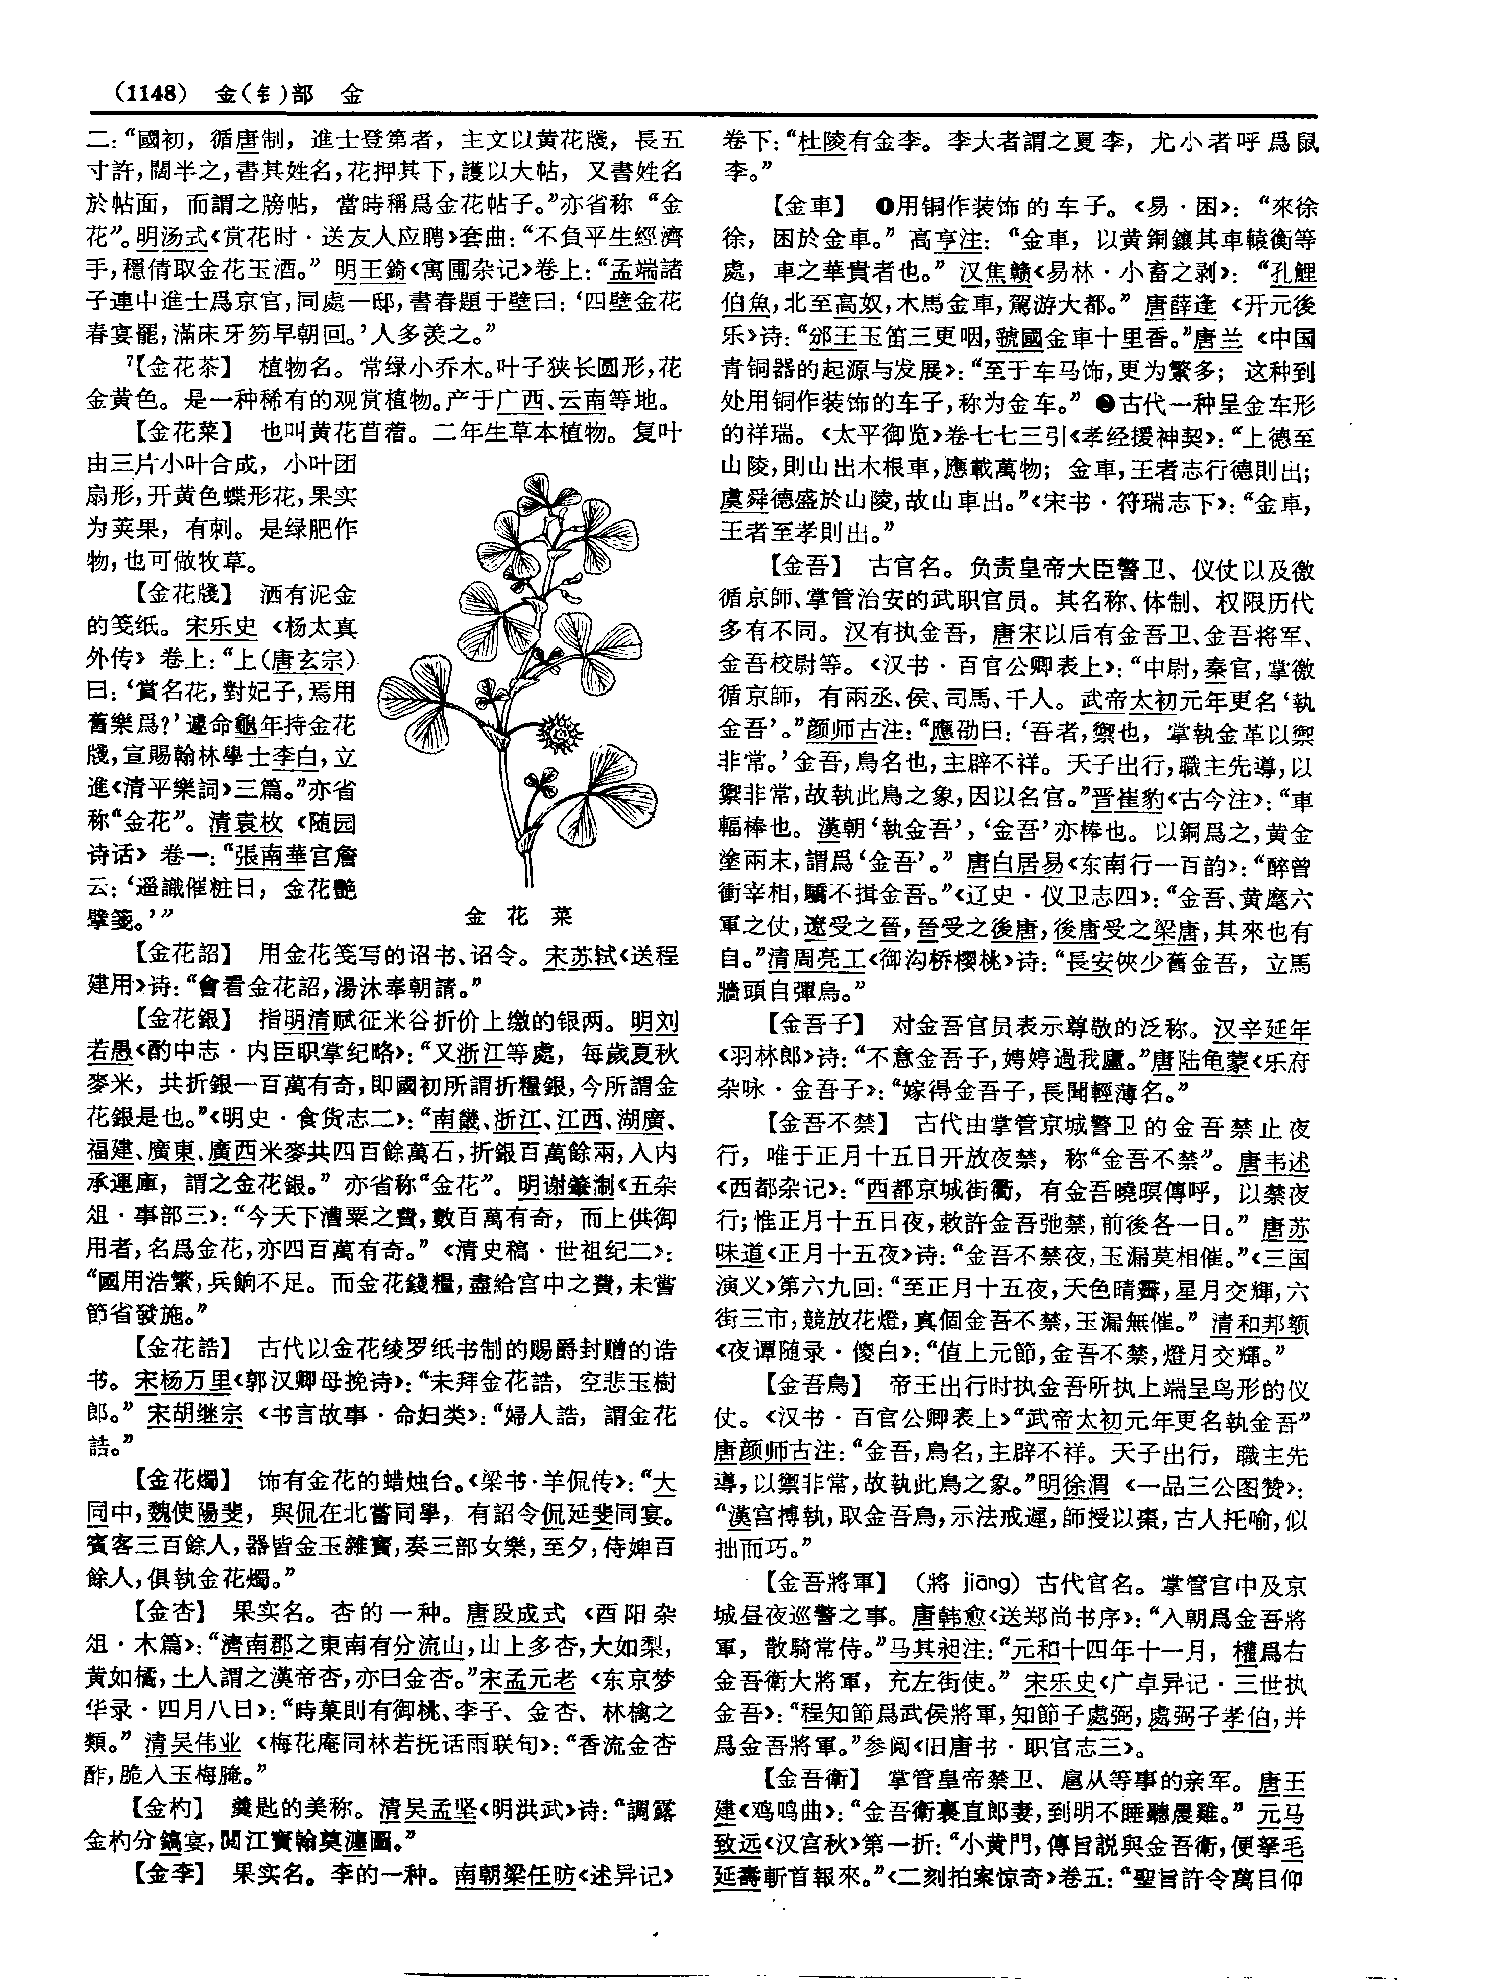 （1148） 金（钅）部 金
二：“國初，循唐制，進士登第者，主文以黄花牋，長五
寸許，闊半之，書其姓名，花押其下，護以大帖，又書姓名
於帖面，而謂之牓帖，當時稱爲金花帖子。”亦省称“金
花”。明汤式《赏花时·送友人应聘》套曲：“不負平生經濟
手，穩倩取金花玉酒。”明王錡《寓圃杂记》卷上：“孟端諸
子連中進士爲京官，同處一邸，書春題于壁曰：‘四壁金花
春宴罷，滿床牙笏早朝回。’人多羨之。”
【金花茶】 植物名。常绿小乔木。叶子狭长圆形，花
金黄色。是一种稀有的观赏植物。产于广西、云南等地。
【金花菜】 也叫黄花苜蓿。二年生草本植物。复叶
由三片小叶合成，小叶团
扇形，开黄色蝶形花，果实
为荚果，有刺。是绿肥作
物，也可做牧草。
【金花牋】 洒有泥金
的笺纸。宋乐史《杨太真
外传》卷上：“上（唐玄宗）
曰：‘賞名花，對妃子，焉用
舊樂爲？’遽命龜年持金花
牋，宣賜翰林學士李白，立
進《清平樂詞》三篇。”亦省
称“金花”。清袁枚《随园
诗话》卷一：“張南華宫詹
云：‘遥識催粧日，金花艷
擘箋。’”
金花菜
【金花詔】 用金花笺写的诏书、诏令。宋苏轼《送程
建用》诗：“會看金花詔，湯沐奉朝請。”
【金花銀】 指明清赋征米谷折价上缴的银两。明刘
若愚《酌中志·内臣职掌纪略》：“又浙江等處，每歲夏秋
麥米，共折銀一百萬有奇，即國初所謂折糧銀，今所謂金
花銀是也。”《明史·食货志二》：“南畿、浙江、江西、湖廣、
福建、廣東、廣西米麥共四百餘萬石，折銀百萬餘兩，入内
承運庫，謂之金花銀。”亦省称“金花”。明谢肇淛《五杂
俎·事部三》：“今天下漕粟之費，數百萬有奇，而上供御
用者，名爲金花，亦四百萬有奇。”《清史稿·世祖纪二》：
“國用浩繁，兵餉不足。而金花錢糧，盡給宫中之費，未嘗
節省發施。”
【金花誥】 古代以金花绫罗纸书制的赐爵封赠的诰
书。宋杨万里《郭汉卿母挽诗》：“未拜金花誥，空悲玉樹
郎。”宋胡继宗《书言故事·命妇类》：“婦人誥，謂金花
誥。”
【金花燭】 饰有金花的蜡烛台。《梁书·羊侃传》：“大
同中，魏使陽斐，與侃在北嘗同學，有詔令侃延斐同宴。
賓客三百餘人，器皆金玉雜寶，奏三部女樂，至夕，侍婢百
餘人，俱執金花燭。”
【金杏】 果实名。杏的一种。唐段成式《酉阳杂
俎·木篇》：“濟南郡之東南有分流山，山上多杏，大如梨，
黄如橘，土人謂之漢帝杏，亦曰金杏。”宋孟元老《东京梦
华录·四月八日》：“時菓則有御桃、李子、金杏、林檎之
類。”清吴伟业《梅花庵同林若抚话雨联句》：“香流金杏
酢，脆入玉梅腌。”
【金杓】 羹匙的美称。清吴孟坚《明洪武》诗：“調露
金杓分鎬宴，閲江寶翰莫漣圖。”
【金李】 果实名。李的一种。南朝梁任昉《述异记》
卷下：“杜陵有金李。李大者謂之夏李，尤小者呼爲鼠
李。”
【金車】 ❶用铜作装饰的车子。《易·困》：“來徐
徐，困於金車。”高亨注：“金車，以黄銅鑲其車轅衡等
處，車之華貴者也。”汉焦赣《易林·小畜之剥》：“孔鯉
伯魚，北至高奴，木馬金車，駕游大都。”唐薛逢《开元後
乐》诗：“邠王玉笛三更咽，虢國金車十里香。”唐兰《中国
青铜器的起源与发展》：“至于车马饰，更为繁多；这种到
处用铜作装饰的车子，称为金车。”❷古代一种呈金车形
的祥瑞。《太平御览》卷七七三引《孝经援神契》：“上德至
山陵，則山出木根車，應載萬物；金車，王者志行德則出；
虞舜德盛於山陵，故山車出。”《宋书·符瑞志下》：“金車，
王者至孝則出。”
【金吾】 古官名。负责皇帝大臣警卫、仪仗以及徼
循京師、掌管治安的武职官员。其名称、体制、权限历代
多有不同。汉有执金吾，唐宋以后有金吾卫、金吾将军、
金吾校尉等。《汉书·百官公卿表上》：“中尉，秦官，掌徼
循京師，有兩丞、侯、司馬、千人。武帝太初元年更名‘執
金吾’。”颜师古注：“應劭曰：‘吾者，禦也，掌執金革以禦
非常。’金吾，鳥名也，主辟不祥。天子出行，職主先導，以
禦非常，故執此鳥之象，因以名官。”晋崔豹《古今注》：“車
輻棒也。漢朝‘執金吾’，‘金吾’亦棒也。以銅爲之，黄金
塗兩末，謂爲‘金吾’。”唐白居易《东南行一百韵》：“醉曾
衝宰相，驕不揖金吾。”《辽史·仪卫志四》：“金吾、黄麾六
軍之仗，遼受之晉，晉受之後唐，後唐受之梁唐，其來也有
自。”清周亮工《御沟桥樱桃》诗：“長安俠少舊金吾，立馬
牆頭自彈烏。”
【金吾子】 对金吾官员表示尊敬的泛称。汉辛延年
《羽林郎》诗：“不意金吾子，娉婷過我廬。”唐陆龟蒙《乐府
杂咏·金吾子》：“嫁得金吾子，長聞輕薄名。”
【金吾不禁】 古代由掌管京城警卫的金吾禁止夜
行，唯于正月十五日开放夜禁，称“金吾不禁”。唐韦述
《西都杂记》：“西都京城街衢，有金吾曉暝傳呼，以禁夜
行；惟正月十五日夜，敕許金吾弛禁，前後各一日。”唐苏
味道《正月十五夜》诗：“金吾不禁夜，玉漏莫相催。”《三国
演义》第六九回：“至正月十五夜，天色晴霽，星月交輝，六
街三市，競放花燈，真個金吾不禁，玉漏無催。”清和邦额
《夜谭随录·倩白》：“值上元節，金吾不禁，燈月交輝。”
【金吾鳥】 帝王出行时执金吾所执上端呈鸟形的仪
仗。《汉书·百官公卿表上》“武帝太初元年更名執金吾”
唐颜师古注：“金吾，鳥名，主辟不祥。天子出行，職主先
導，以禦非常，故執此鳥之象。”明徐渭《一品三公图赞》：
“漢宫搏執，取金吾鳥，示法戒遲，師授以棗，古人托喻，似
拙而巧。”
【金吾將軍】 （將 jiāng）古代官名。掌管宫中及京
城昼夜巡警之事。唐韩愈《送郑尚书序》：“入朝爲金吾將
軍，散騎常侍。”马其昶注：“元和十四年十一月，權爲右
金吾衛大將軍，充左街使。”宋乐史《广卓异记·三世执
金吾》：“程知節爲武侯將軍，知節子處弼，處弼子孝伯，并
爲金吾將軍。”参阅《旧唐书·职官志三》。
【金吾衛】 掌管皇帝禁卫、扈从等事的亲军。唐王
建《鸡鸣曲》：“金吾衛裏直郎妻，到明不睡聽晨雞。”元马
致远《汉宫秋》第一折：“小黄門，傳旨説與金吾衛，便拏毛
延壽斬首報來。”《二刻拍案惊奇》卷五：“聖旨許令萬目仰